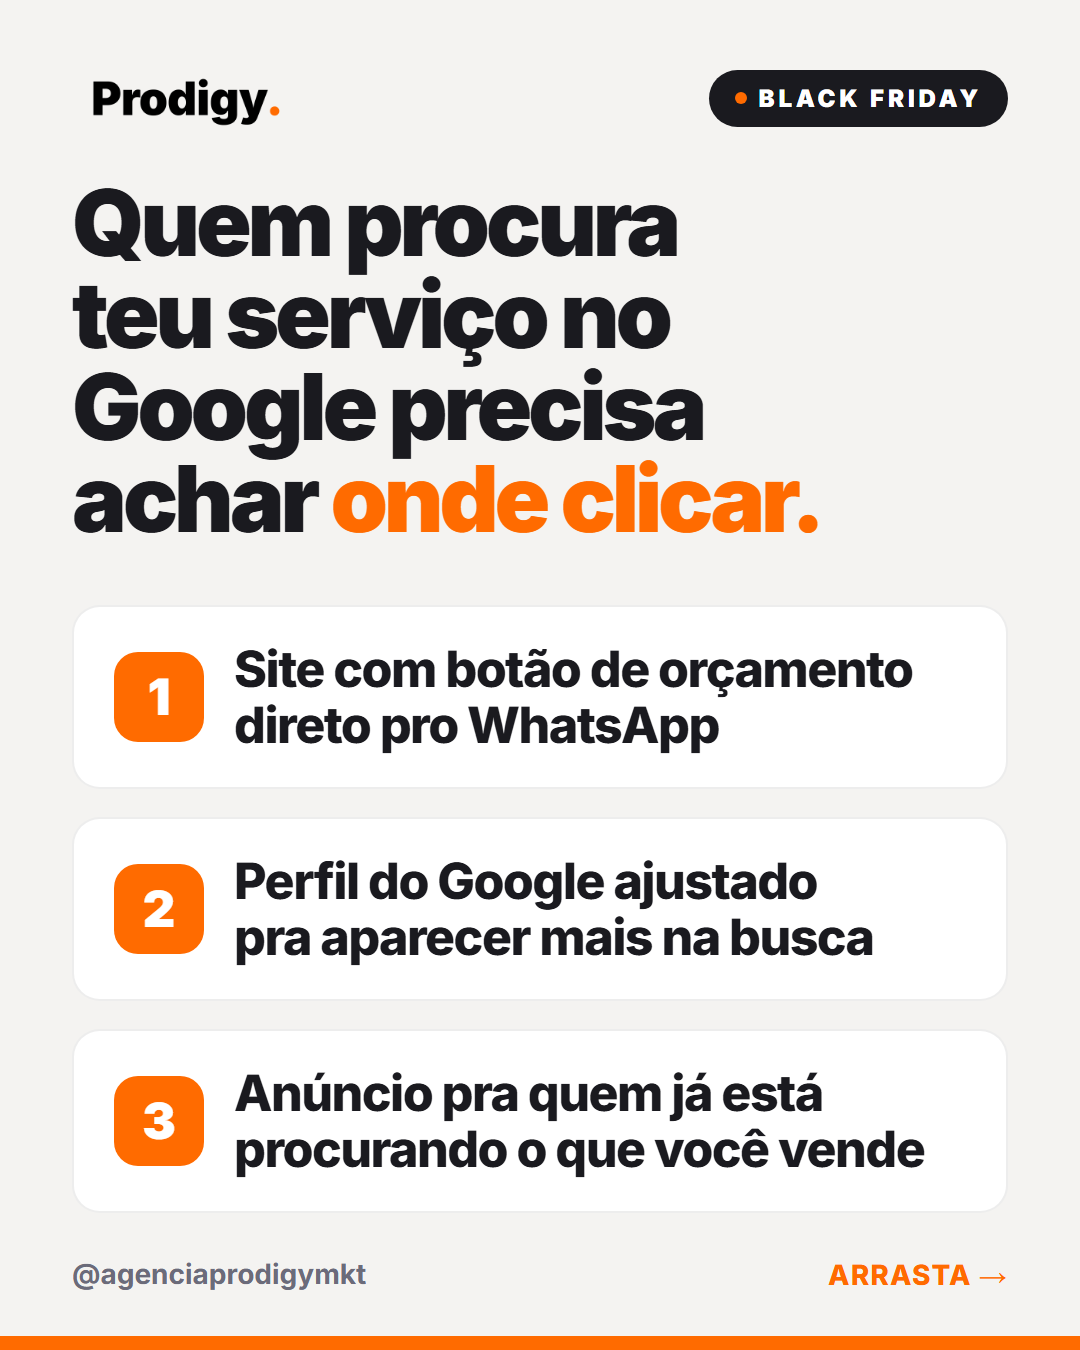 Prodigy.
BLACK FRIDAY
Quem procura
teu serviço no
Google precisa
achar onde clicar.
1
Site com botão de orçamento
direto pro WhatsApp
2
Perfil do Google ajustado
pra aparecer mais na busca
3
Anúncio pra quem já está
procurando o que você vende
@agenciaprodigymkt
ARRASTA →